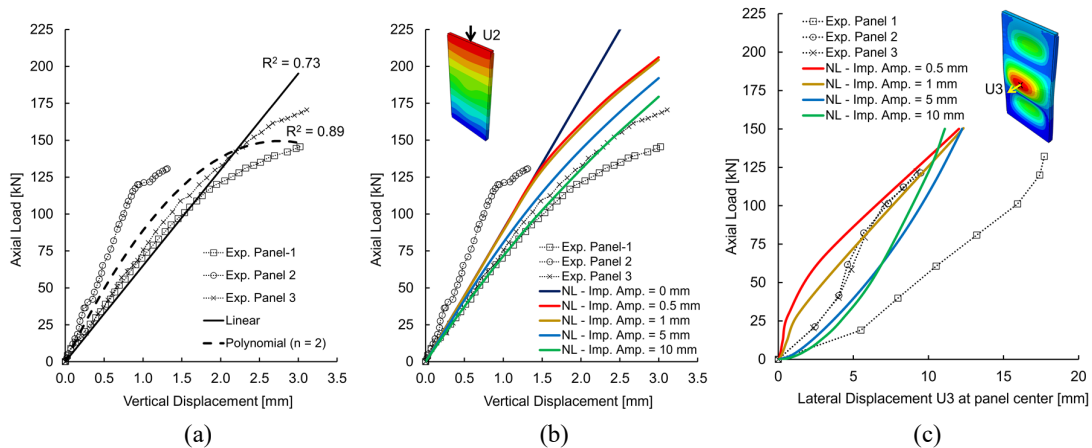 225
200
175
150
125
100
75
50
25
0
Axial Load [kN]
R² = 0.73
R² = 0.89
Exp. Panel-1
Exp. Panel 2
Exp. Panel 3
Linear
Polynomial (n = 2)
0.0 0.5 1.0 1.5 2.0 2.5 3.0 3.5
Vertical Displacement [mm]
(a)
225
200
175
150
125
100
75
50
25
0
Axial Load [kN]
U2
Exp. Panel-1
Exp. Panel 2
Exp. Panel 3
NL - Imp. Amp. = 0 mm
NL - Imp. Amp. = 0.5 mm
NL - Imp. Amp. = 1 mm
NL - Imp. Amp. = 5 mm
NL - Imp. Amp. = 10 mm
0.0 0.5 1.0 1.5 2.0 2.5 3.0 3.5
Vertical Displacement [mm]
(b)
225
200
175
150
125
100
75
50
25
0
Axial Load [kN]
Exp. Panel 1
Exp. Panel 2
Exp. Panel 3
NL - Imp. Amp. = 0.5 mm
NL - Imp. Amp. = 1 mm
NL - Imp. Amp. = 5 mm
NL - Imp. Amp. = 10 mm
U3
0 5 10 15 20
Lateral Displacement U3 at panel center [mm]
(c)